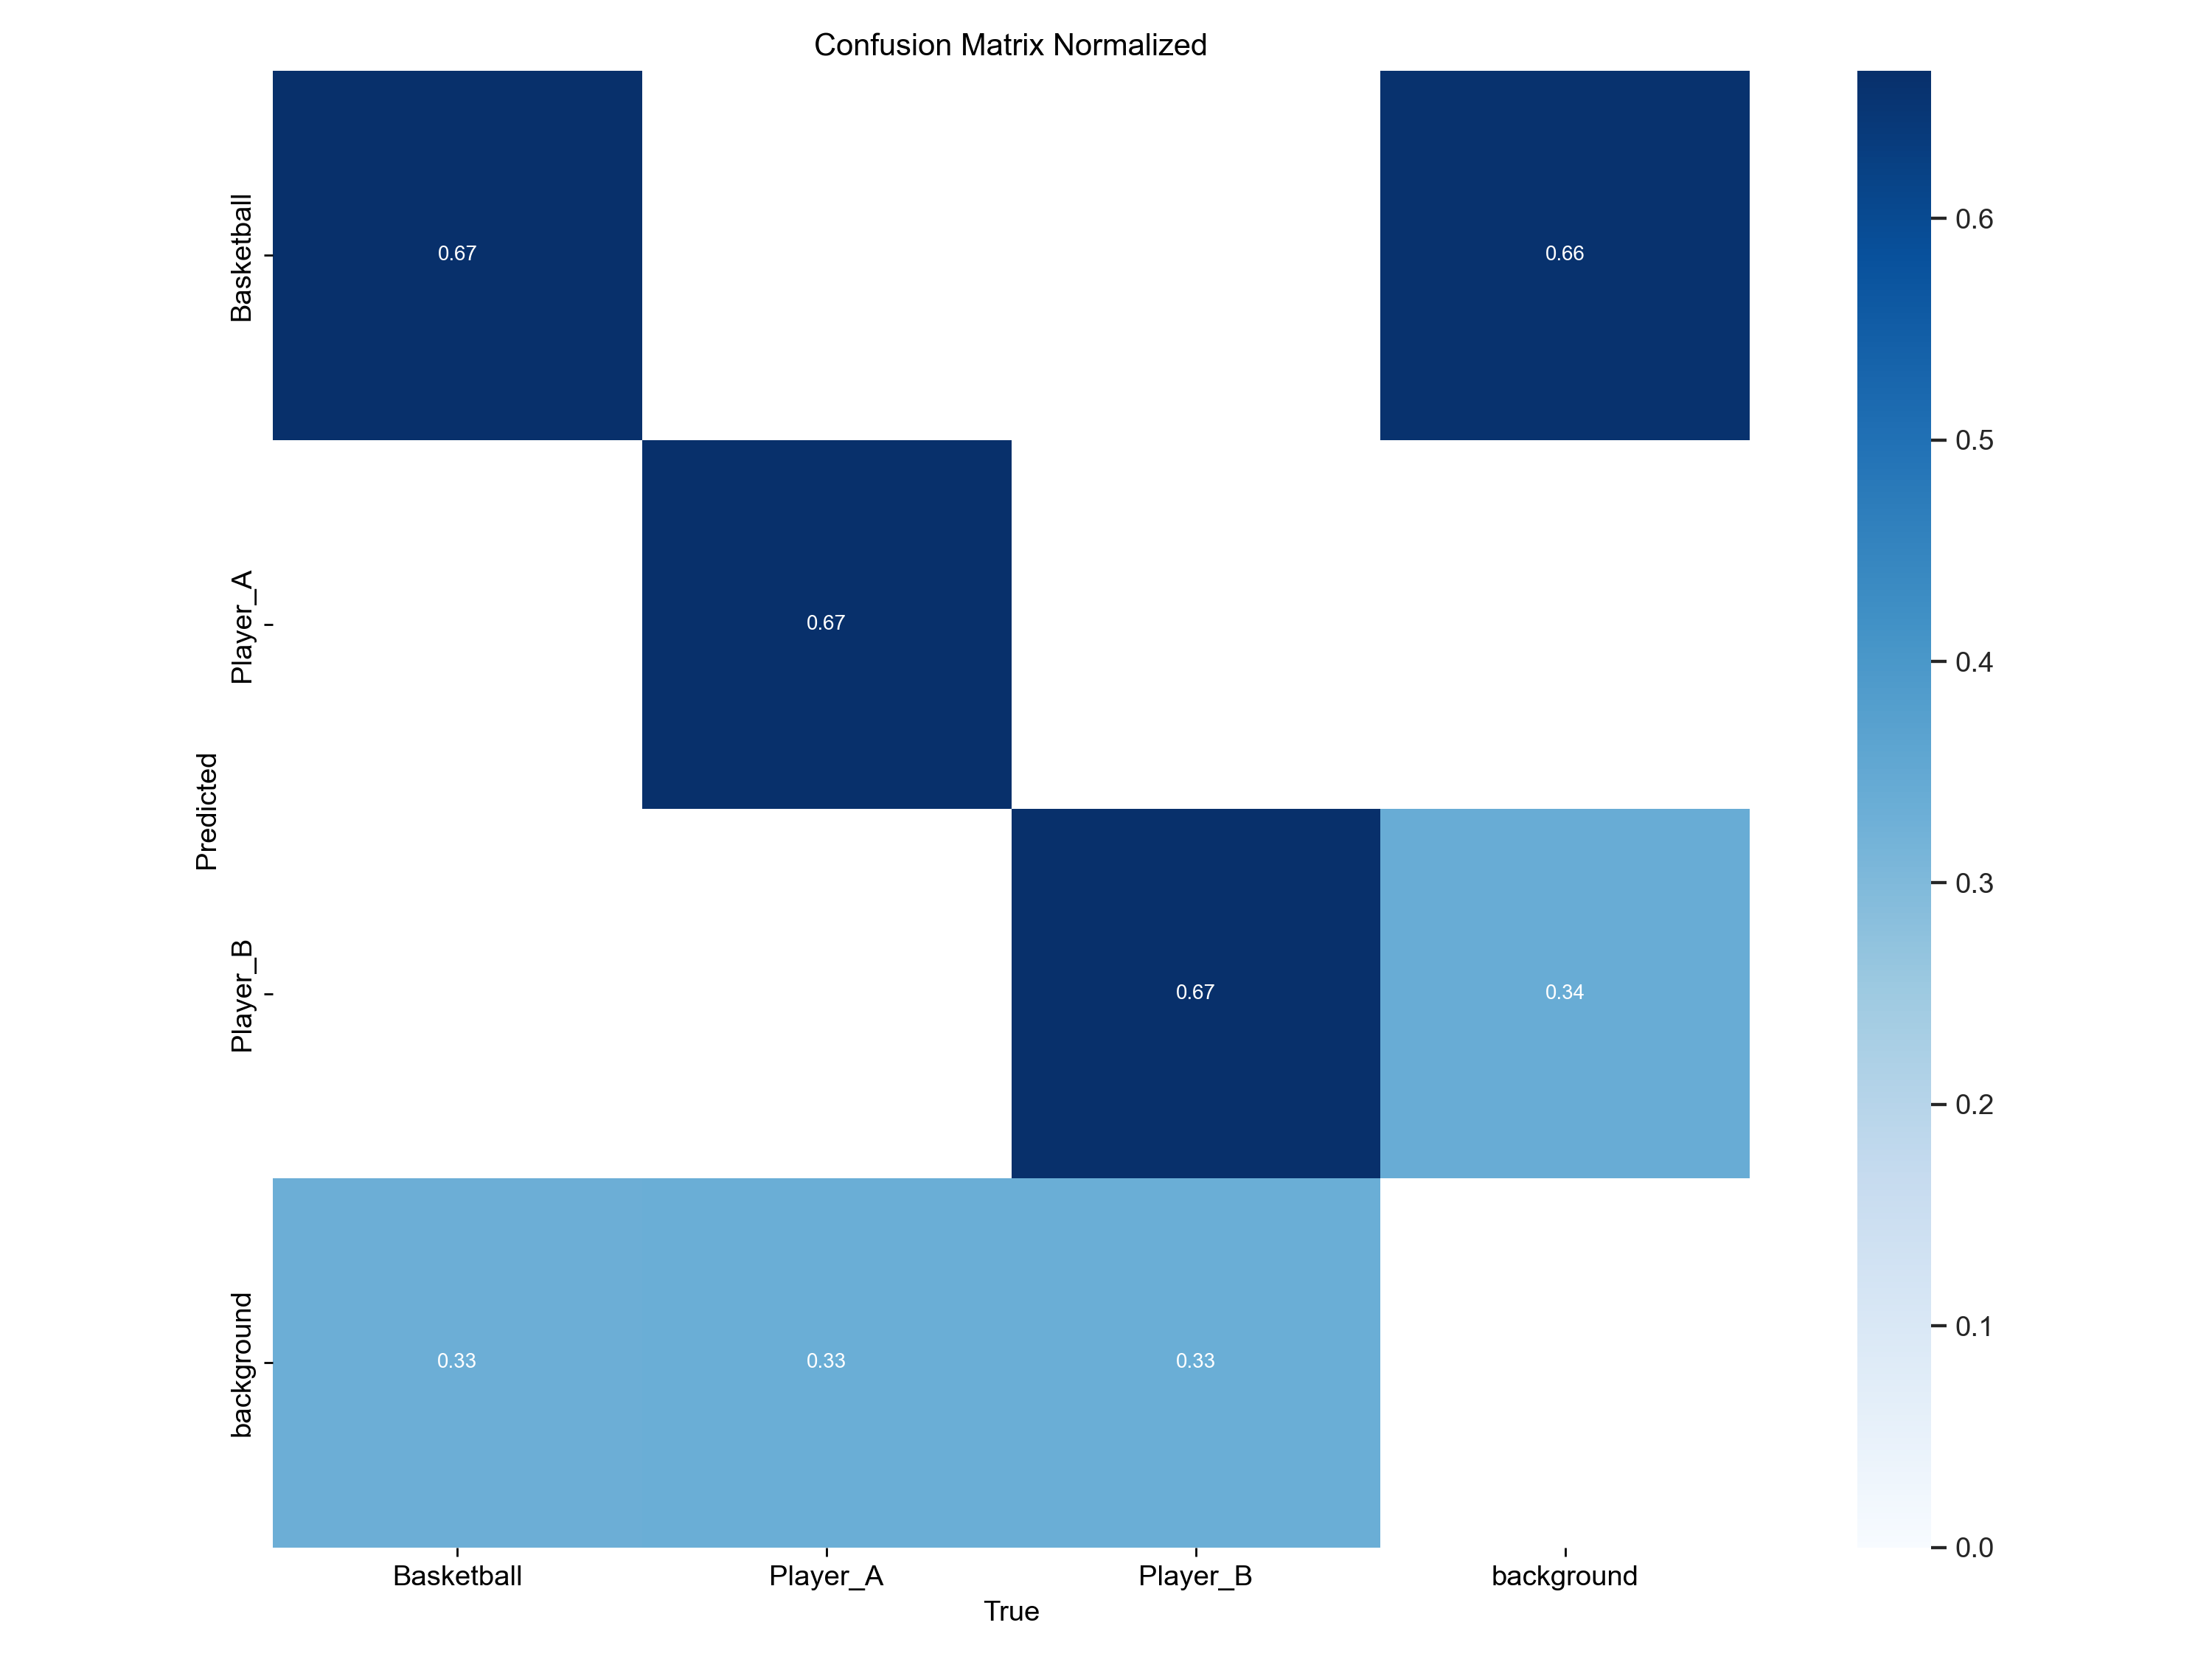 Confusion Matrix Normalized
Predicted
Basketball
0.67
0.66
Player_A
0.67
Player_B
0.67
0.34
background
0.33
0.33
0.33
Basketball
Player_A
Player_B
background
True
0.6
0.5
0.4
0.3
0.2
0.1
0.0